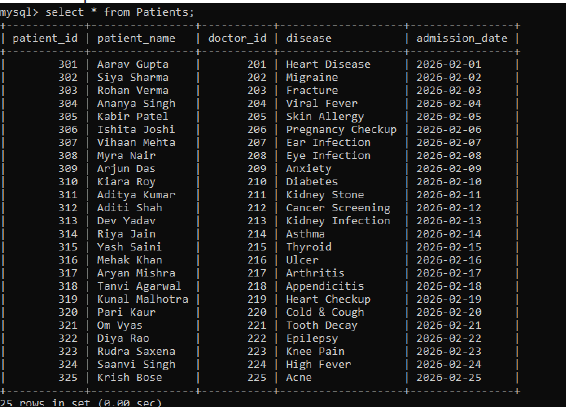 mysql> select * from Patients;
| patient_id | patient_name | doctor_id | disease | admission_date |
| 301 | Aarav Gupta | 201 | Heart Disease | 2026-02-01 |
| 302 | Siya Sharma | 202 | Migraine | 2026-02-02 |
| 303 | Rohan Verma | 203 | Fracture | 2026-02-03 |
| 304 | Ananya Singh | 204 | Viral Fever | 2026-02-04 |
| 305 | Kabir Patel | 205 | Skin Allergy | 2026-02-05 |
| 306 | Ishita Joshi | 206 | Pregnancy Checkup | 2026-02-06 |
| 307 | Vihaan Mehta | 207 | Ear Infection | 2026-02-07 |
| 308 | Myra Nair | 208 | Eye Infection | 2026-02-08 |
| 309 | Arjun Das | 209 | Anxiety | 2026-02-09 |
| 310 | Kiara Roy | 210 | Diabetes | 2026-02-10 |
| 311 | Aditya Kumar | 211 | Kidney Stone | 2026-02-11 |
| 312 | Aditi Shah | 212 | Cancer Screening | 2026-02-12 |
| 313 | Dev Yadav | 213 | Kidney Infection | 2026-02-13 |
| 314 | Riya Jain | 214 | Asthma | 2026-02-14 |
| 315 | Yash Saini | 215 | Thyroid | 2026-02-15 |
| 316 | Mehak Khan | 216 | Ulcer | 2026-02-16 |
| 317 | Aryan Mishra | 217 | Arthritis | 2026-02-17 |
| 318 | Tanvi Agarwal | 218 | Appendicitis | 2026-02-18 |
| 319 | Kunal Malhotra | 219 | Heart Checkup | 2026-02-19 |
| 320 | Pari Kaur | 220 | Cold & Cough | 2026-02-20 |
| 321 | Om Vyas | 221 | Tooth Decay | 2026-02-21 |
| 322 | Diya Rao | 222 | Epilepsy | 2026-02-22 |
| 323 | Rudra Saxena | 223 | Knee Pain | 2026-02-23 |
| 324 | Saanvi Singh | 224 | High Fever | 2026-02-24 |
| 325 | Krish Bose | 225 | Acne | 2026-02-25 |
25 rows in set (0.00 sec)